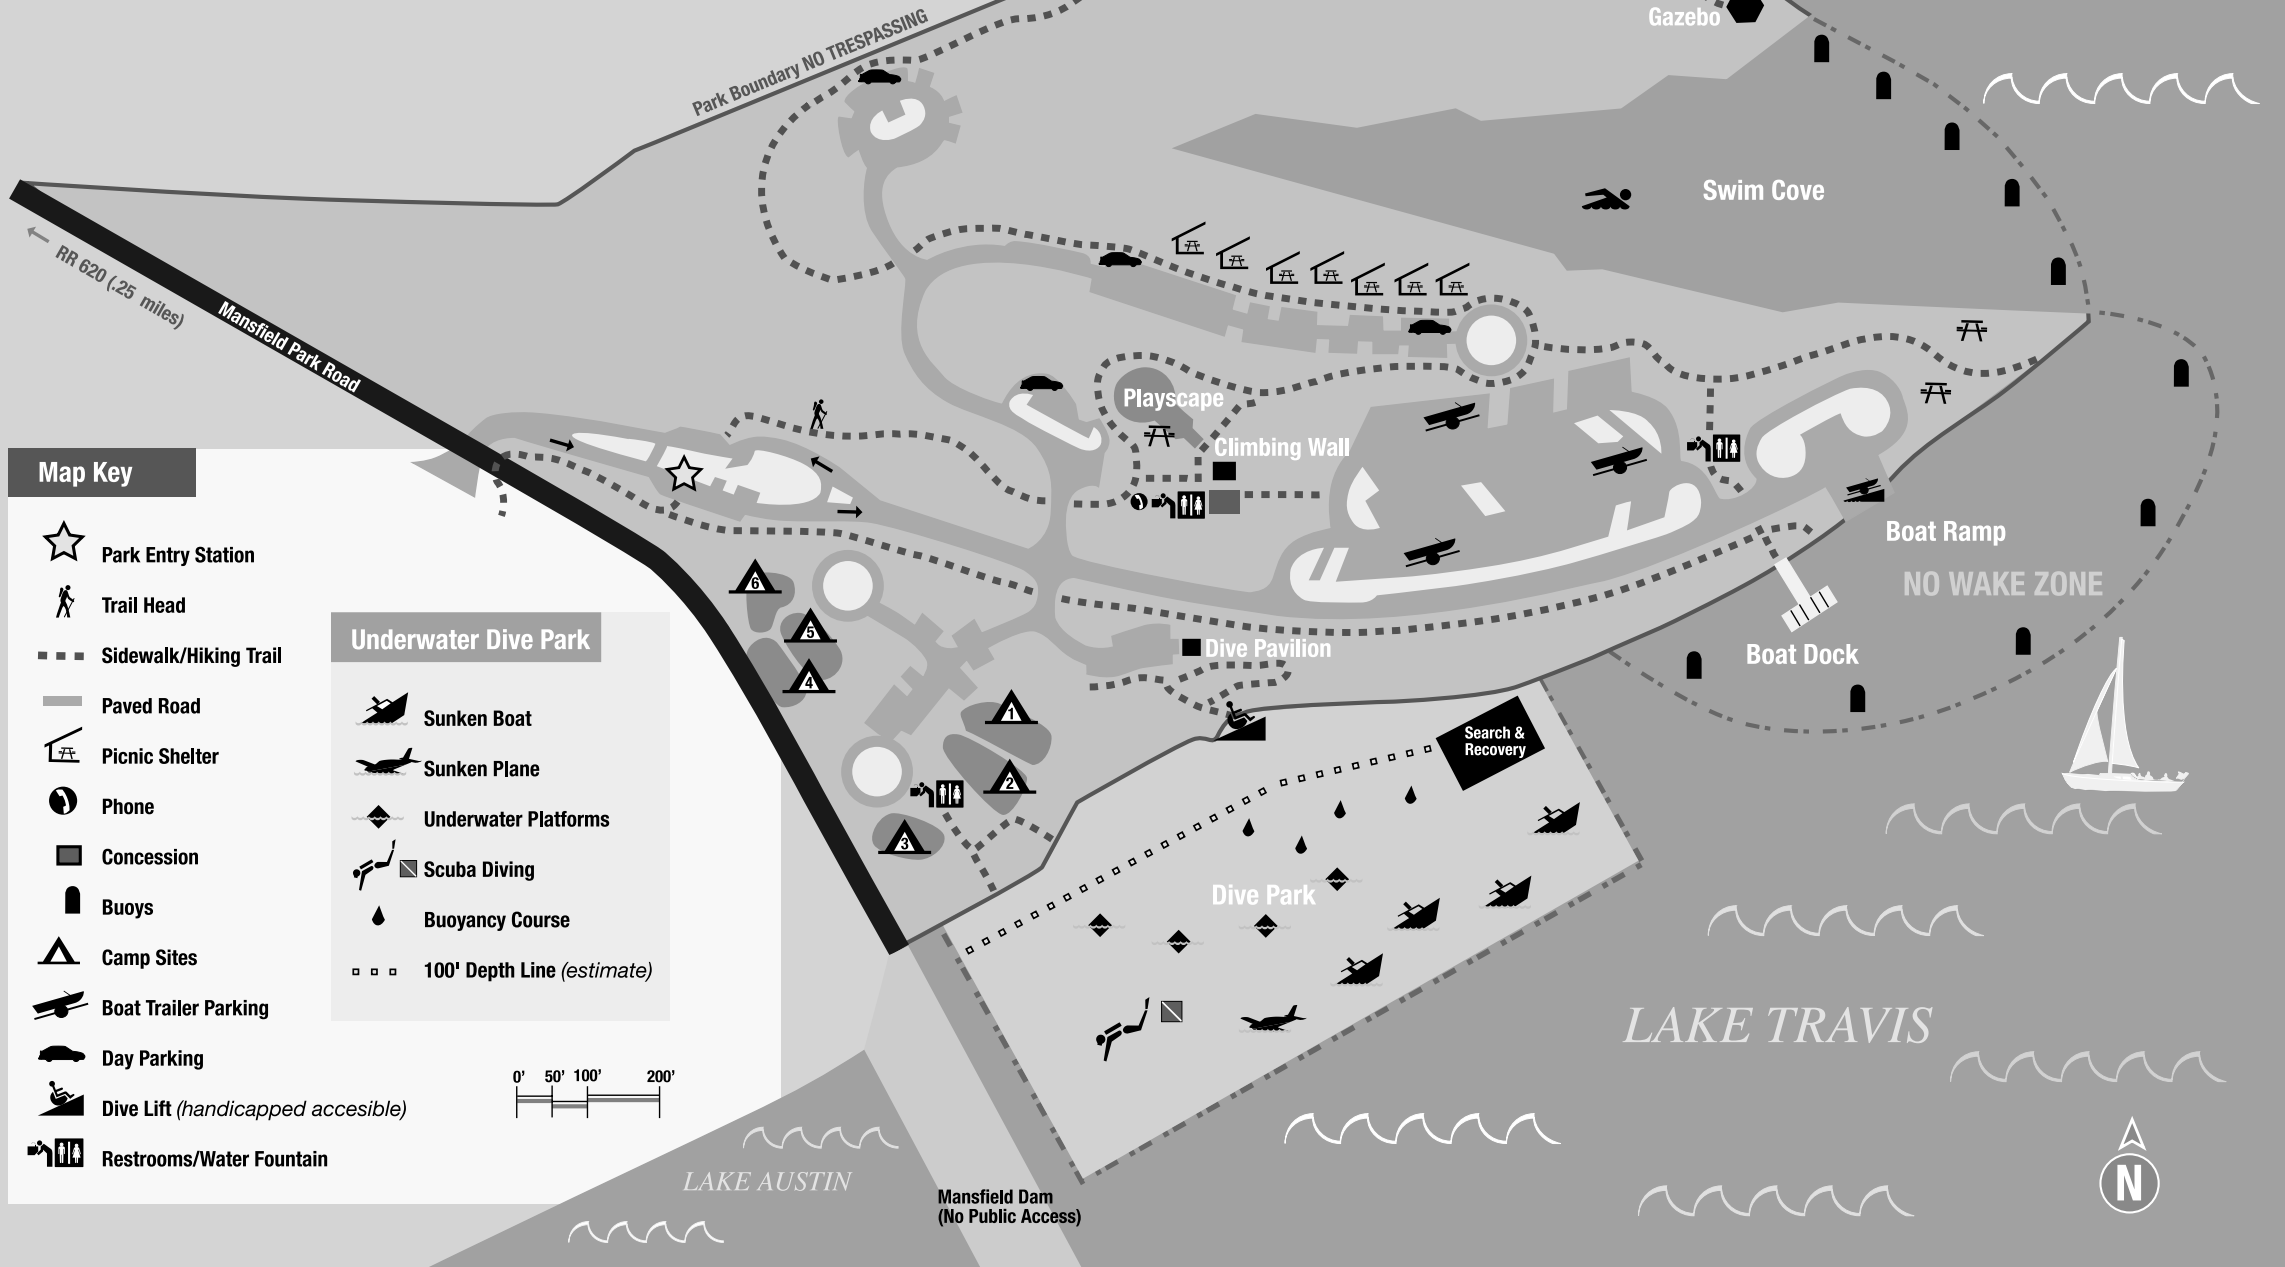 Gazebo
Park Boundary NO TRESPASSING
Swim Cove
RR 620 (.25 miles)
Mansfield Park Road
Playscape
Climbing Wall
Boat Ramp
NO WAKE ZONE
Boat Dock
Dive Pavilion
6
5
4
1
2
3
Search &
Recovery
Dive Park
LAKE TRAVIS
LAKE AUSTIN
Mansfield Dam
(No Public Access)
N
Map Key
Park Entry Station
Trail Head
Sidewalk/Hiking Trail
Paved Road
Picnic Shelter
Phone
Concession
Buoys
Camp Sites
Boat Trailer Parking
Day Parking
Dive Lift (handicapped accesible)
Restrooms/Water Fountain
Underwater Dive Park
Sunken Boat
Sunken Plane
Underwater Platforms
Scuba Diving
Buoyancy Course
100' Depth Line (estimate)
0' 50' 100' 200'